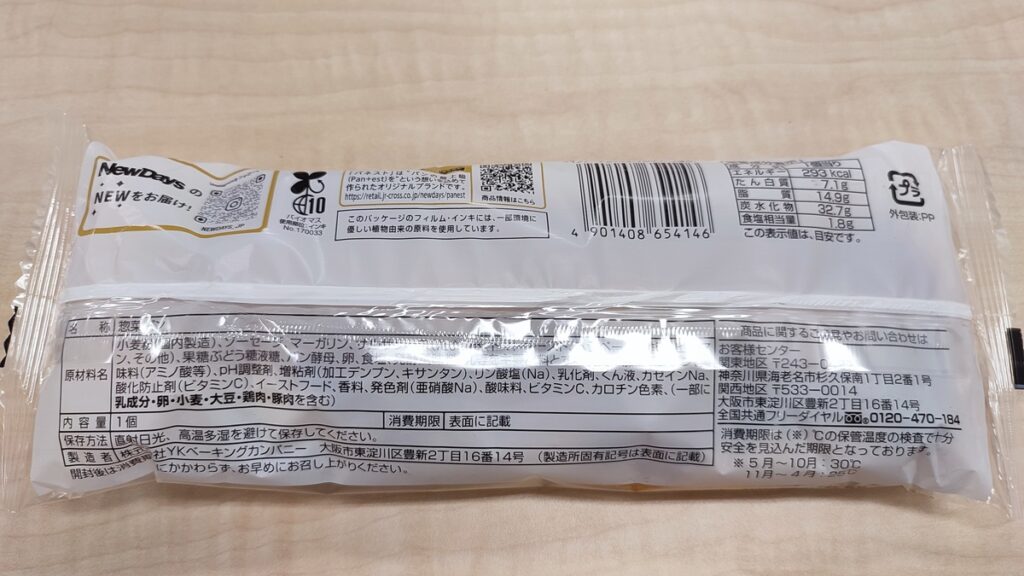 NewDaysの
NEWをお届け!
NEWDAYS.JP
10
バイオマス
No.170033
(Pan+est)を
作られたオリジナルブランドです。
https://retail.jr-cross.co.jp/newdays/panest
商品情報はこちら
このパッケージのフィルム・インキには、一部環境に
優しい植物由来の原料を使用しています。
4 901408 654146
エネルギー 293 kcal
たん白質 7.1g
脂質 14.9g
炭水化物 32.7g
食塩相当量 1.8g
この表示値は、目安です。
プラ
外包装:PP
名称 惣菜
原材料名
内製造)、ソーセージ、マーガリン、
ン、その他)、果糖ぶどう糖液糖、パン酵母、卵、食
味料(アミノ酸等)、pH調整剤、増粘剤(加工デンプン、キサンタン)、リン酸塩(Na)、乳化剤、くん液、カゼインNa、
酸化防止剤(ビタミンC)、イーストフード、香料、発色剤(亜硝酸Na)、酸味料、ビタミンC、カロチン色素、(一部に
乳成分・卵・小麦・大豆・鶏肉・豚肉を含む)
内容量 1個 消費期限 表面に記載
保存方法 直射日光、高温多湿を避けて保存してください。
製造者 株式会社YKベーキングカンパニー 大阪市東淀川区豊新2丁目16番14号 (製造所固有記号は表面に記載)
開封後は消費期限にかかわらず、お早めにお召し上がりください。
商品に関するご意見やお問い合わせは
お客様センター
関東地区 〒243-0
神奈川県海老名市杉久保南1丁目2番1号
関西地区 〒533-0014
大阪市東淀川区豊新2丁目16番14号
全国共通フリーダイヤル 0120-470-184
消費期限は(※)℃の保管温度の検査で十分
安全を見込んだ期限となっております。
※5月~10月:30℃
11月~4月:25℃